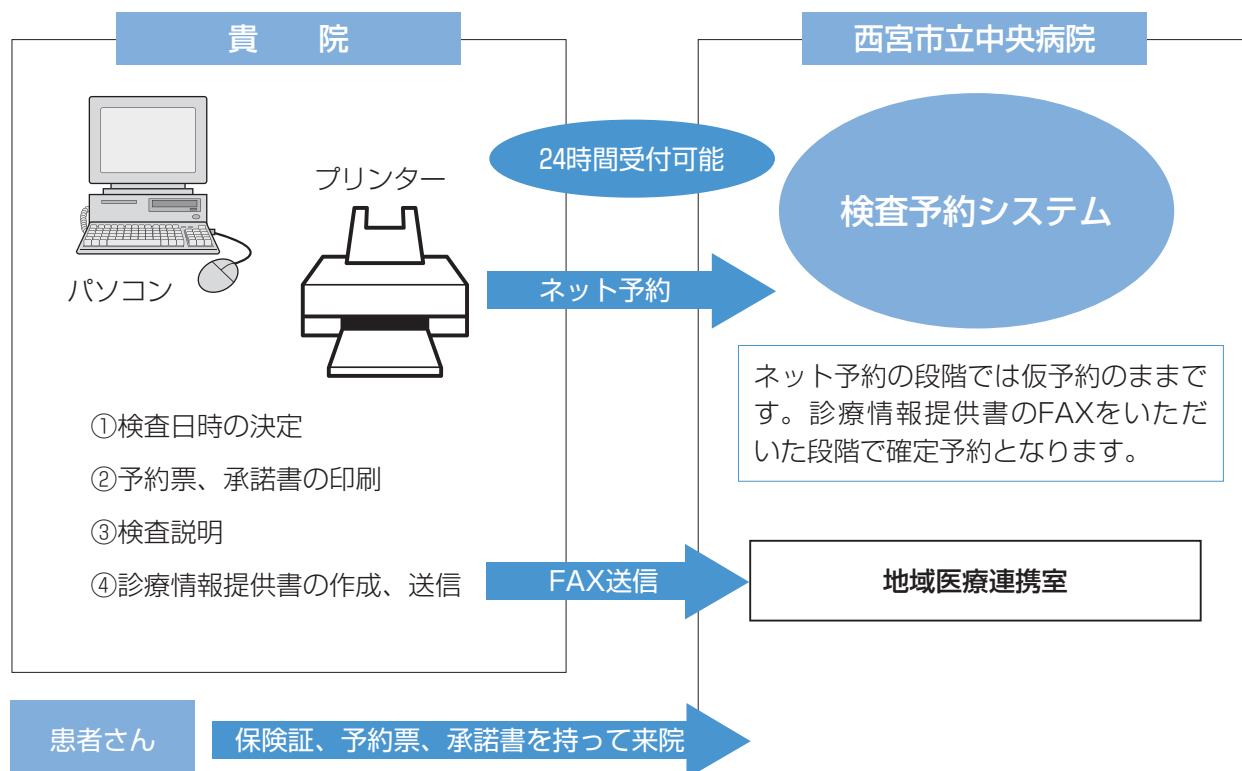 貴　院
西宮市立中央病院
24時間受付可能
検査予約システム
プリンター
パソコン
ネット予約
ネット予約の段階では仮予約のままで
す。診療情報提供書のFAXをいただ
いた段階で確定予約となります。
①検査日時の決定
②予約票、承諾書の印刷
③検査説明
④診療情報提供書の作成、送信
FAX送信
地域医療連携室
患者さん
保険証、予約票、承諾書を持って来院